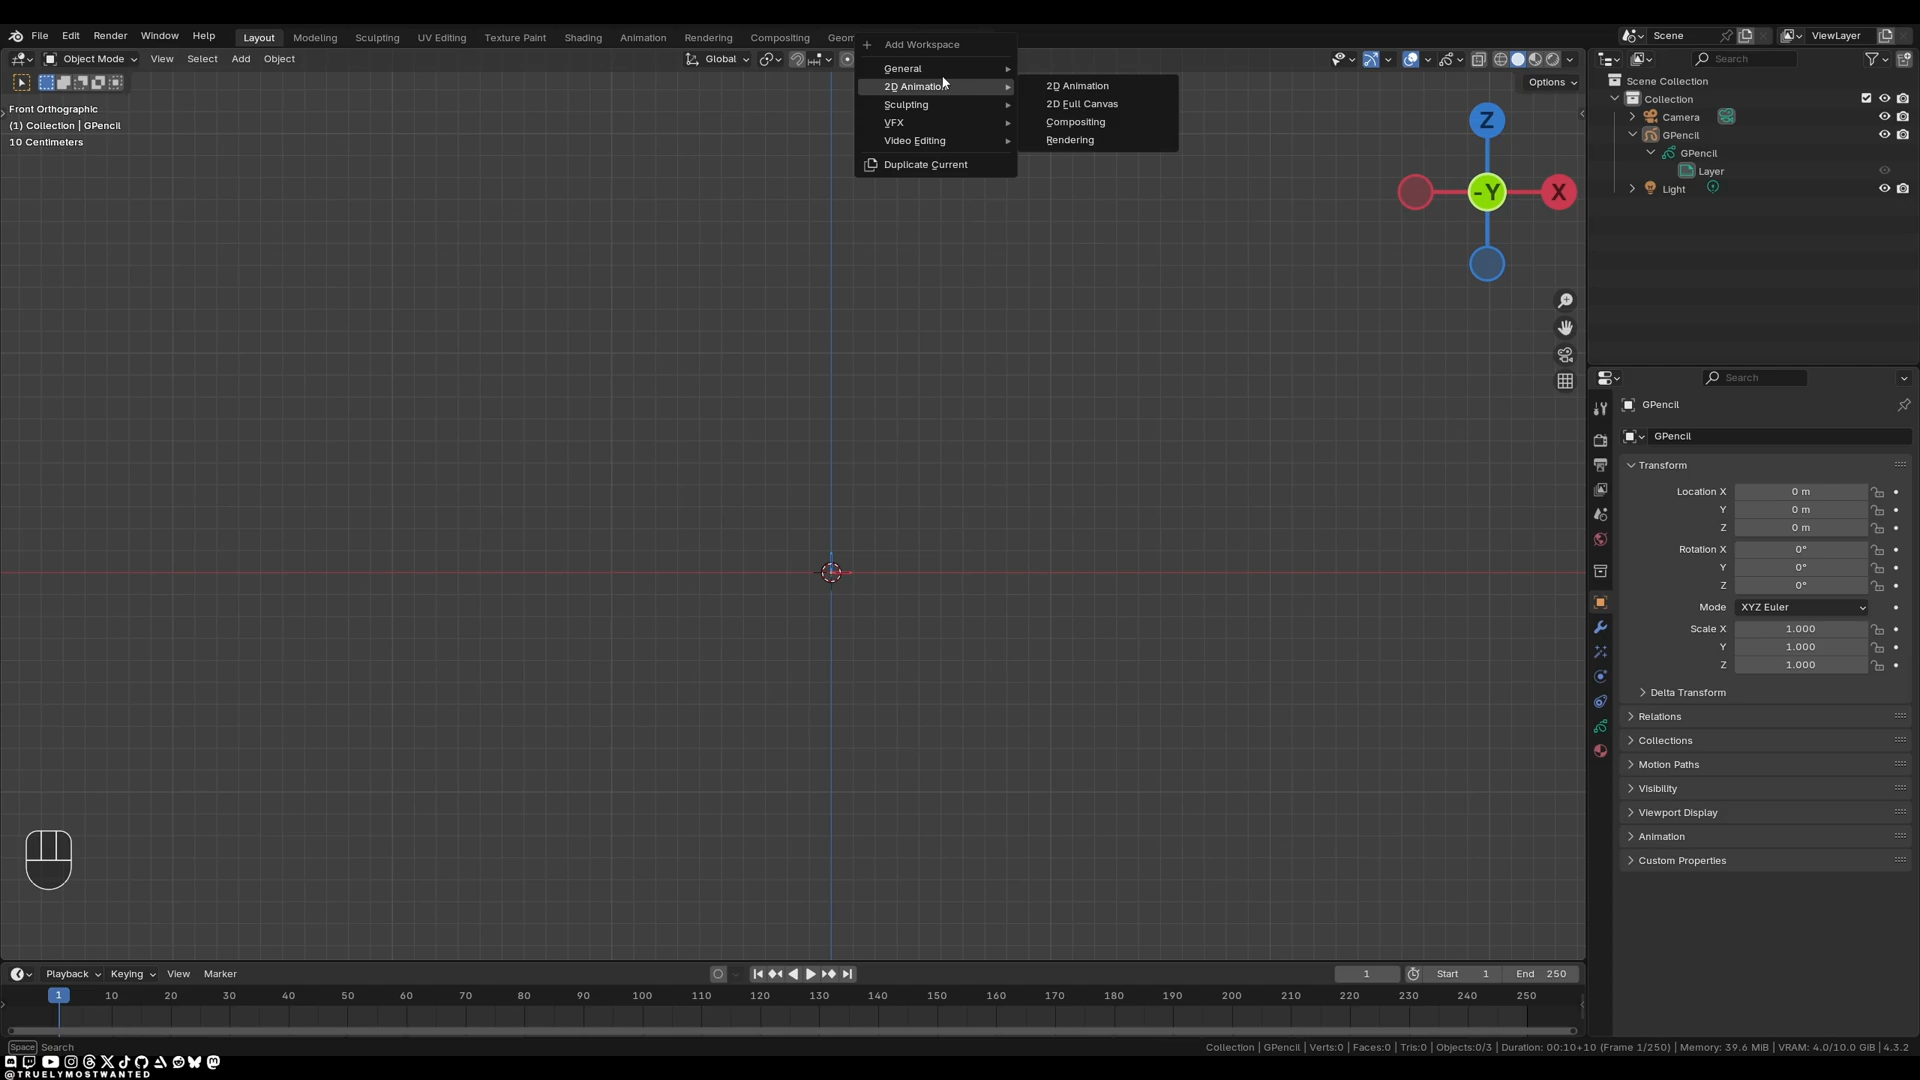 File Edit Render Window Help Layout Modeling Sculpting UV Editing Texture Paint Shading Animation Rendering Compositing Geom
Add Workspace
General
2D Animation
Sculpting
VFX
Video Editing
Duplicate Current
2D Animation
2D Full Canvas
Compositing
Rendering
Scene
ViewLayer
Object Mode View Select Add Object
Global
Options
Front Orthographic
(1) Collection | GPencil
10 Centimeters
Z
-Y
X
Search
Scene Collection
Collection
Camera
GPencil
GPencil
Layer
Light
Search
GPencil
GPencil
Transform
Location X 0 m
Y 0 m
Z 0 m
Rotation X 0°
Y 0°
Z 0°
Mode XYZ Euler
Scale X 1.000
Y 1.000
Z 1.000
Delta Transform
Relations
Collections
Motion Paths
Visibility
Viewport Display
Animation
Custom Properties
Playback Keying View Marker
1 Start 1 End 250
1 10 20 30 40 50 60 70 80 90 100 110 120 130 140 150 160 170 180 190 200 210 220 230 240 250
Space Search
Collection | GPencil | Verts:0 | Faces:0 | Tris:0 | Objects:0/3 | Duration: 00:10+10 (Frame 1/250) | Memory: 39.6 MiB | VRAM: 4.0/10.0 GiB | 4.3.2
@TRUELYMOSTWANTED